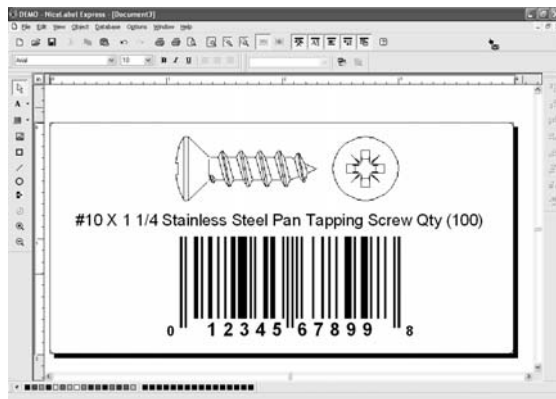 DEMO - NiceLabel Express - [Document3]
File Edit View Object Database Options Window Help
Arial 10 B I U
#10 X 1 1/4 Stainless Steel Pan Tapping Screw Qty (100)
0 12345 67899 8